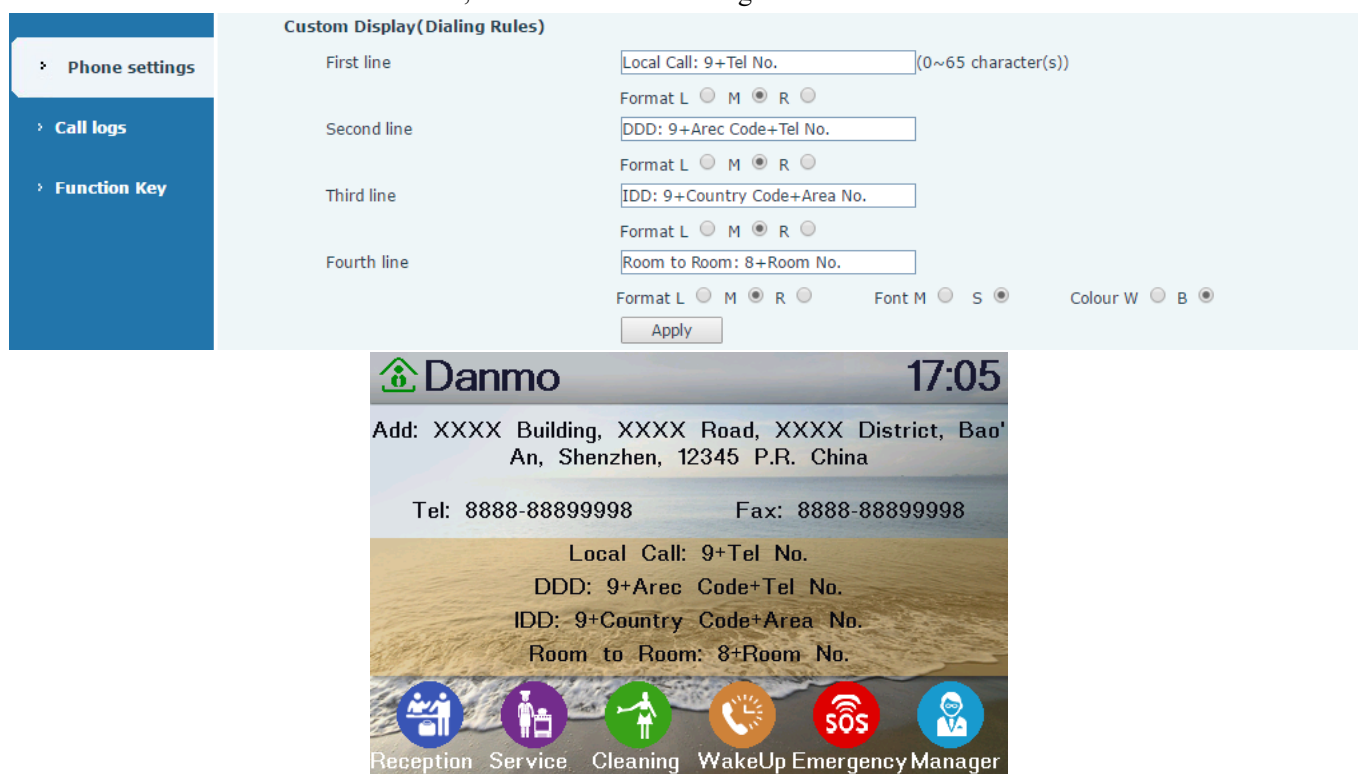 Custom Display(Dialing Rules)
Phone settings
First line
Local Call: 9+Tel No.
(0~65 character(s))
Format L M R
Call logs
Second line
DDD: 9+Arec Code+Tel No.
Format L M R
Function Key
Third line
IDD: 9+Country Code+Area No.
Format L M R
Fourth line
Room to Room: 8+Room No.
Format L M R Font M S Colour W B
Apply
Danmo 17:05
Add: XXXX Building, XXXX Road, XXXX District, Bao'
An, Shenzhen, 12345 P.R. China
Tel: 8888-88899998 Fax: 8888-88899998
Local Call: 9+Tel No.
DDD: 9+Arec Code+Tel No.
IDD: 9+Country Code+Area No.
Room to Room: 8+Room No.
SOS
Reception Service Cleaning WakeUp Emergency Manager